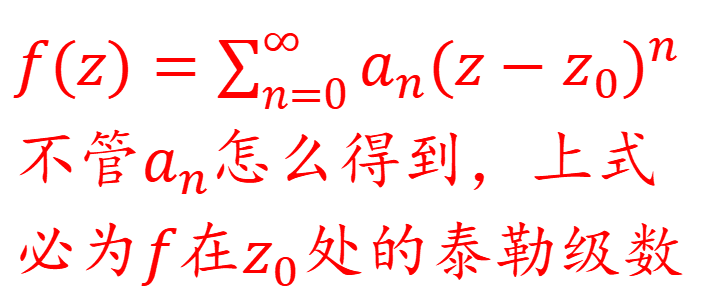 f(z) = ∑_{n=0}^{∞} a_n(z − z_0)^n
不管a_n怎么得到，上式
必为f在z_0处的泰勒级数